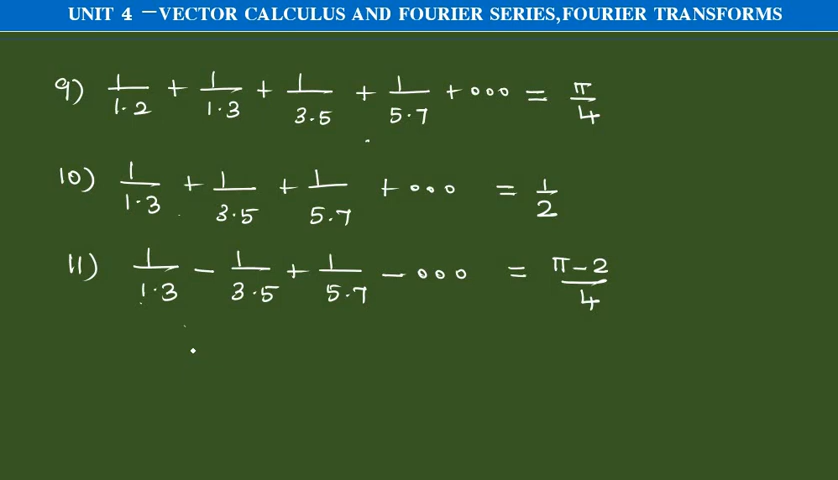 UNIT 4 —VECTOR CALCULUS AND FOURIER SERIES,FOURIER TRANSFORMS
9) 1/1·2 + 1/1·3 + 1/3·5 + 1/5·7 + ∘∘∘ = π/4
10) 1/1·3 + 1/3·5 + 1/5·7 + ∘∘∘ = 1/2
11) 1/1·3 − 1/3·5 + 1/5·7 − ∘∘∘ = π−2/4